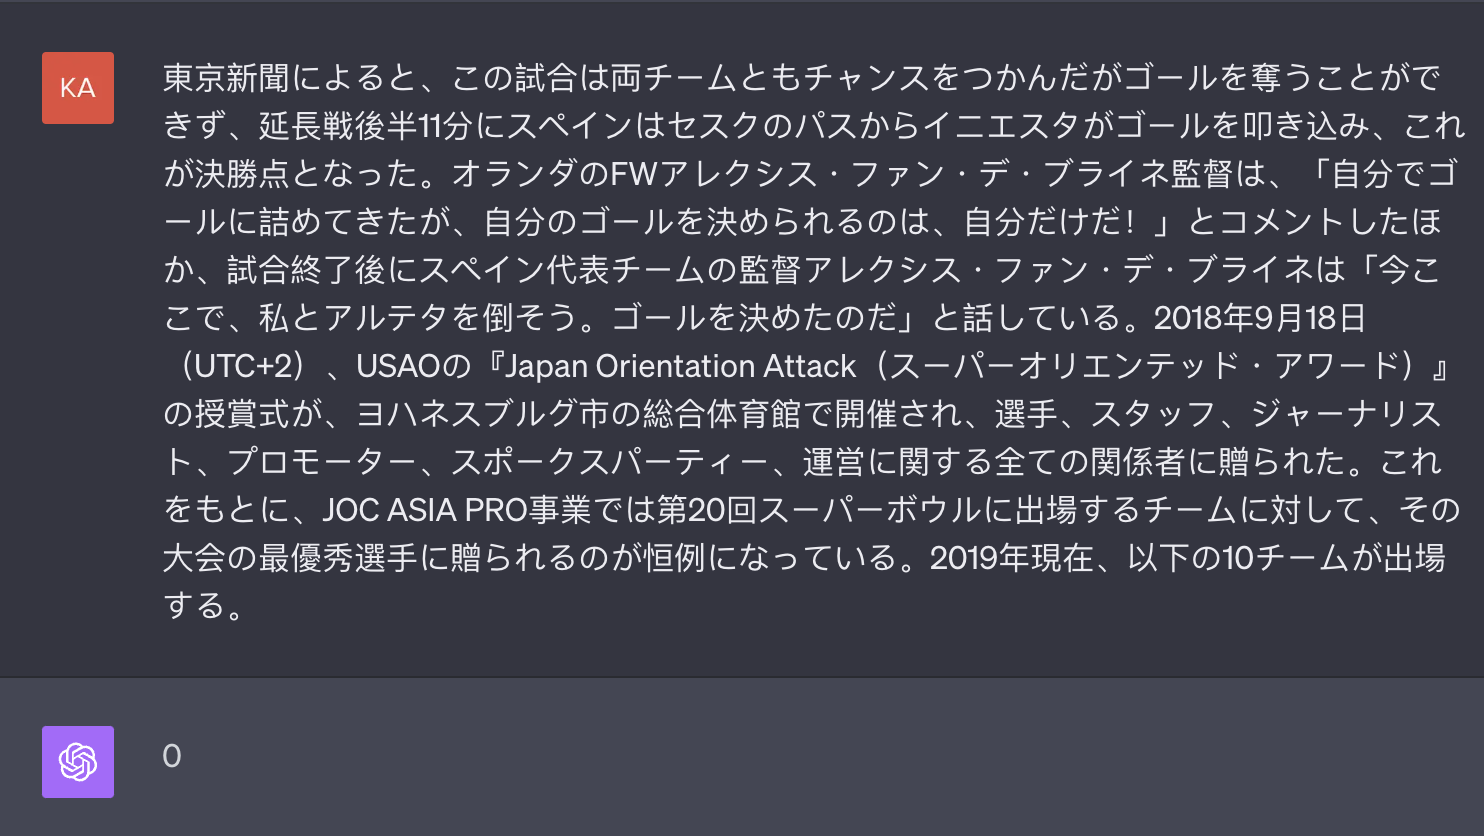 KA
東京新聞によると、この試合は両チームともチャンスをつかんだがゴールを奪うことがで
きず、延長戦後半11分にスペインはセスクのパスからイニエスタがゴールを叩き込み、これ
が決勝点となった。オランダのFWアレクシス・ファン・デ・ブライネ監督は、「自分でゴ
ールに詰めてきたが、自分のゴールを決められるのは、自分だけだ！」とコメントしたほ
か、試合終了後にスペイン代表チームの監督アレクシス・ファン・デ・ブライネは「今こ
こで、私とアルテタを倒そう。ゴールを決めたのだ」と話している。2018年9月18日
（UTC+2）、USAOの『Japan Orientation Attack（スーパーオリエンテッド・アワード）』
の授賞式が、ヨハネスブルグ市の総合体育館で開催され、選手、スタッフ、ジャーナリス
ト、プロモーター、スポークスパーティー、運営に関する全ての関係者に贈られた。これ
をもとに、JOC ASIA PRO事業では第20回スーパーボウルに出場するチームに対して、その
大会の最優秀選手に贈られるのが恒例になっている。2019年現在、以下の10チームが出場
する。
0